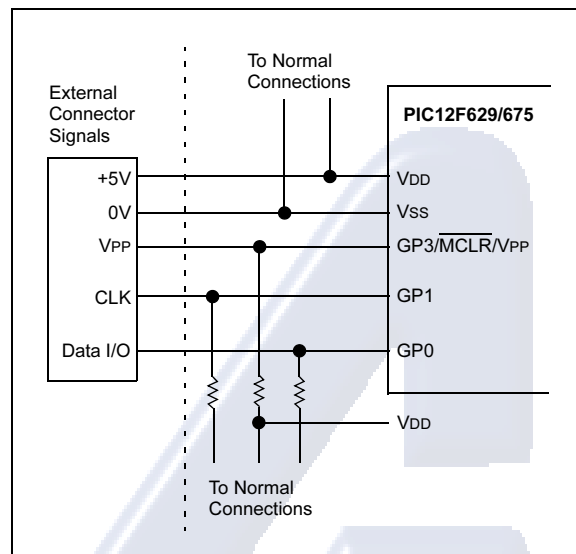 To Normal
Connections
External
Connector
Signals
PIC12F629/675
+5V
VDD
0V
VSS
VPP
GP3/MCLR/VPP
CLK
GP1
Data I/O
GP0
VDD
To Normal
Connections